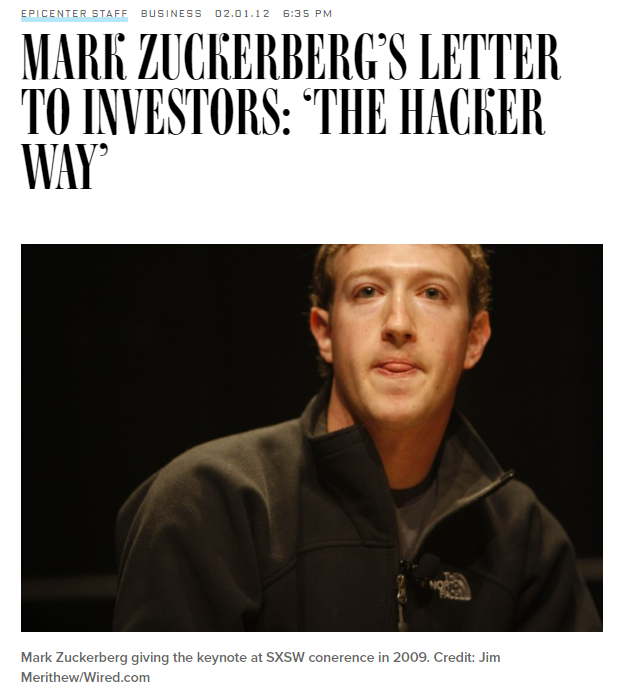 EPICENTER STAFF BUSINESS 02.01.12 6:35 PM
MARK ZUCKERBERG’S LETTER
TO INVESTORS: ‘THE HACKER
WAY’
THE
NORTH
FACE
Mark Zuckerberg giving the keynote at SXSW conerence in 2009. Credit: Jim
Merithew/Wired.com